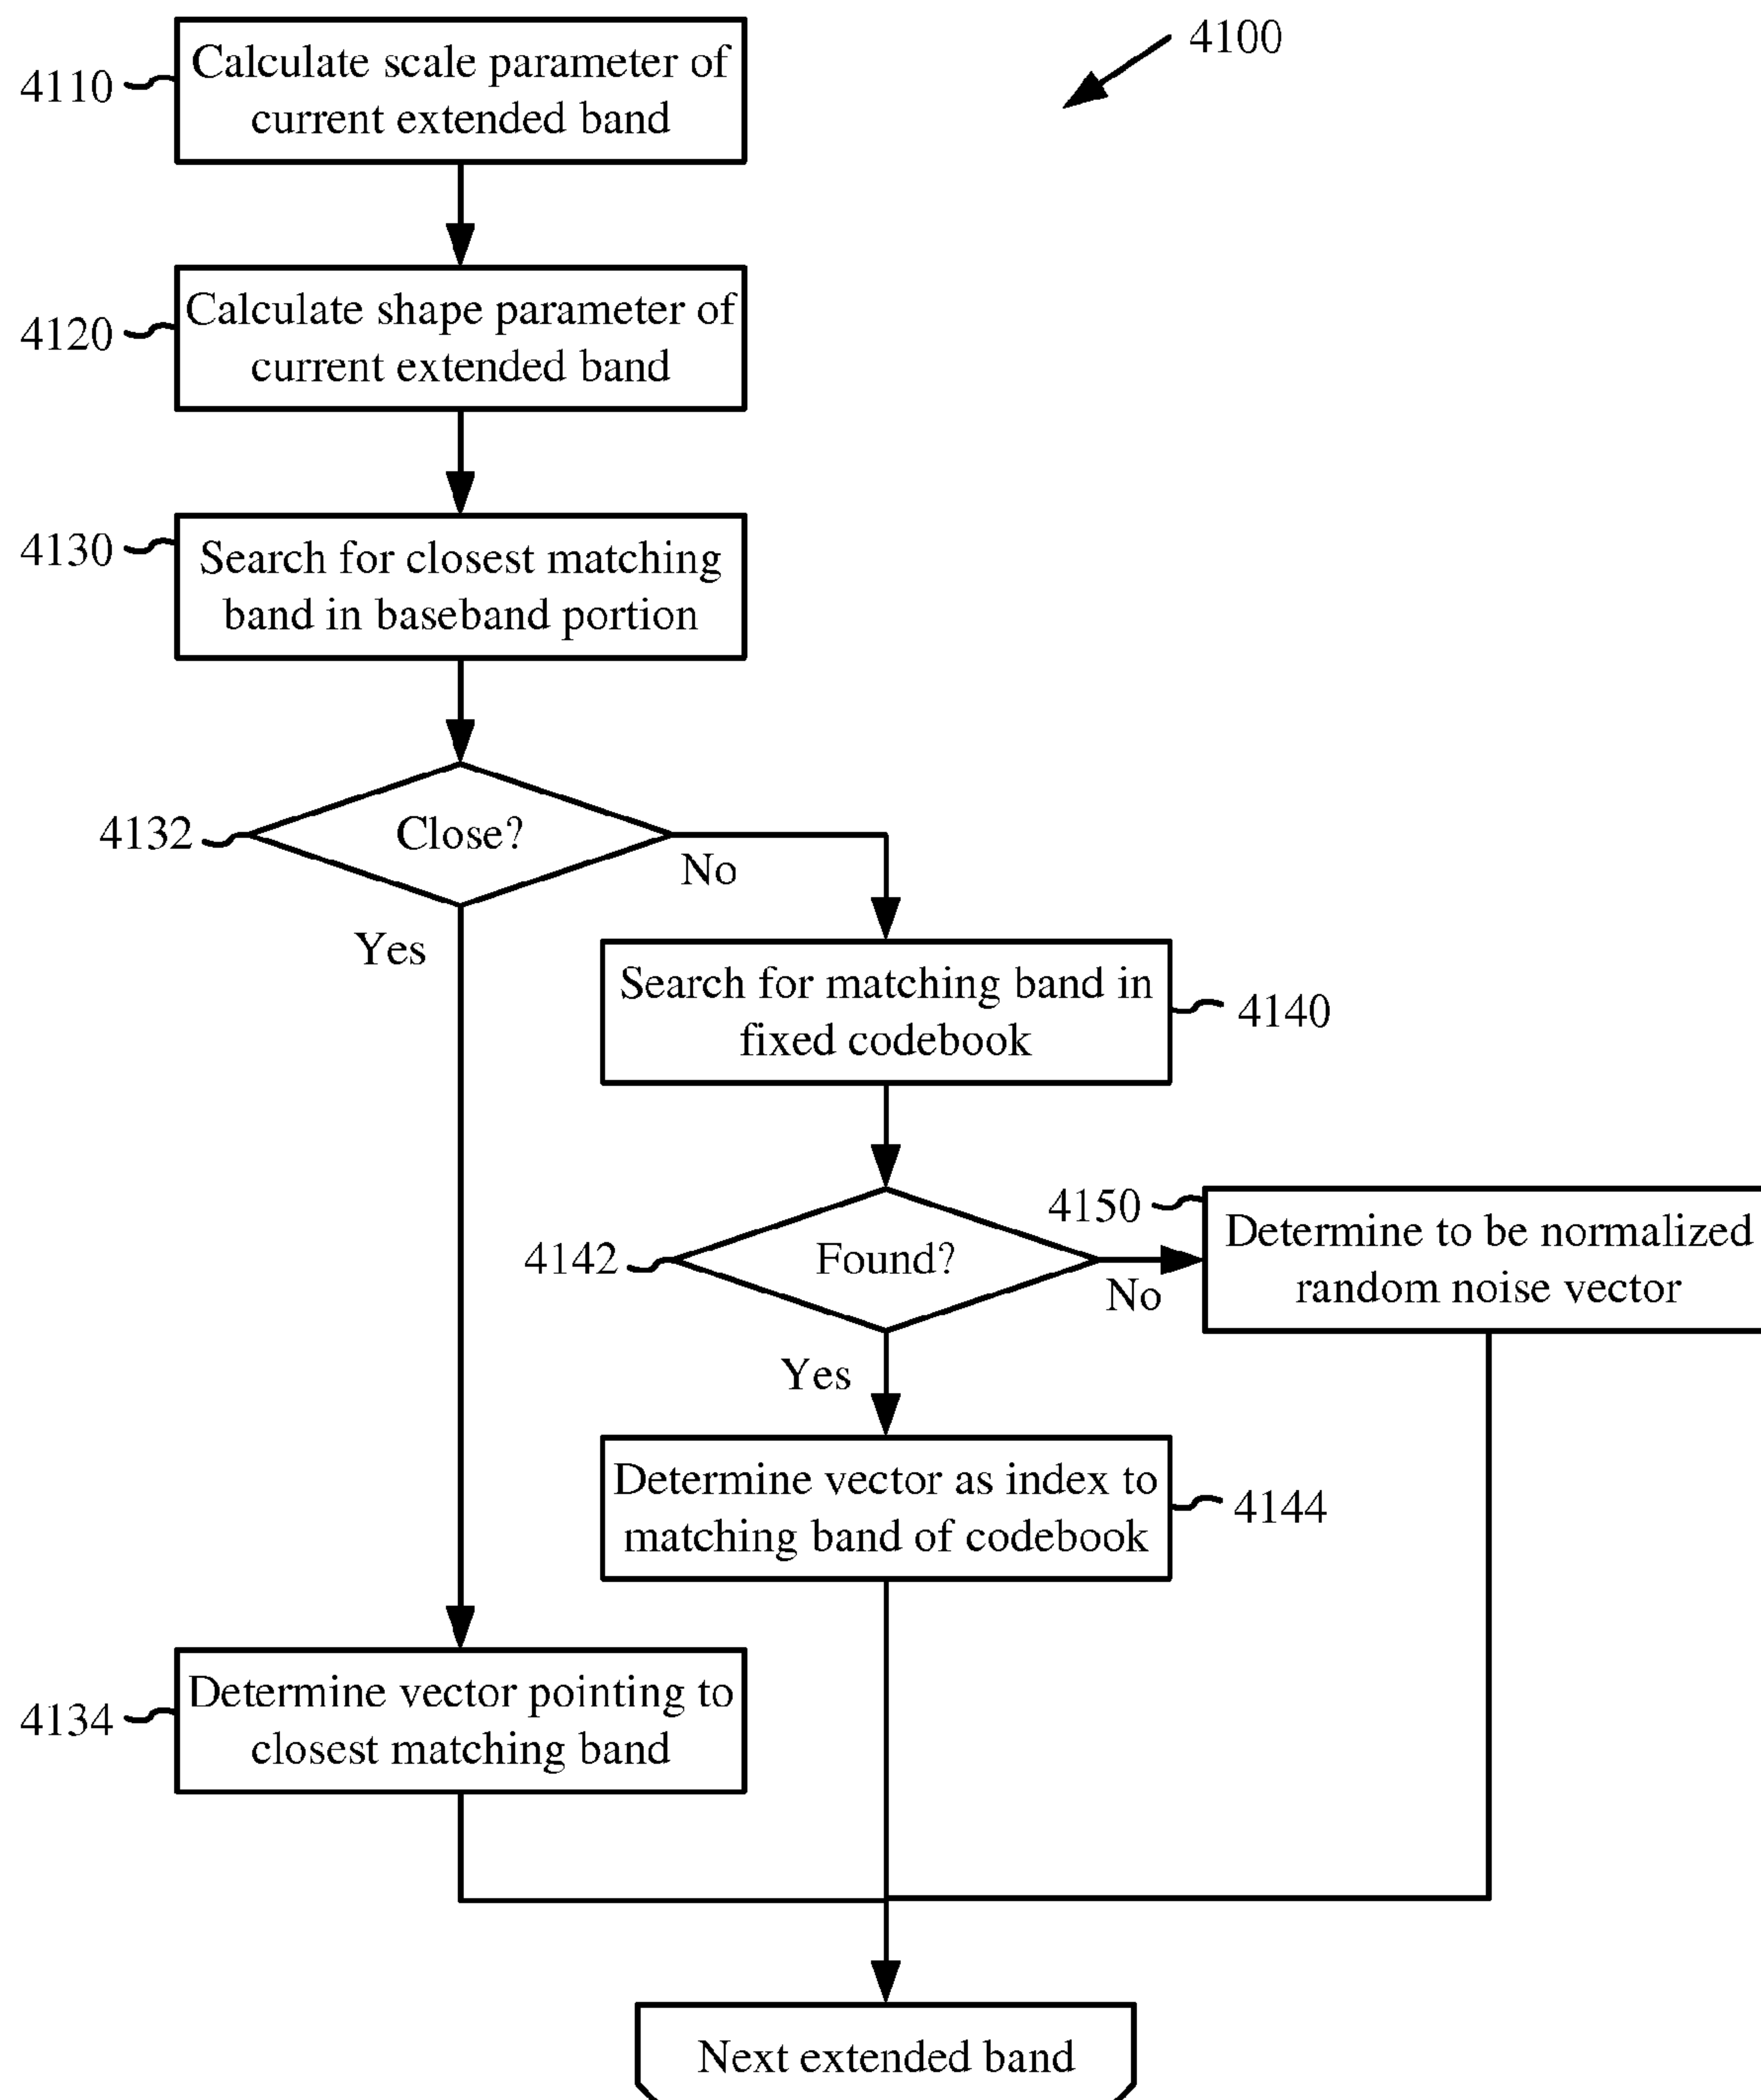 4100
4110
Calculate scale parameter of
current extended band
4120
Calculate shape parameter of
current extended band
4130
Search for closest matching
band in baseband portion
4132
Close?
No
Yes
Search for matching band in
fixed codebook
4140
4142
Found?
No
4150
Determine to be normalized
random noise vector
Yes
Determine vector as index to
matching band of codebook
4144
4134
Determine vector pointing to
closest matching band
Next extended band